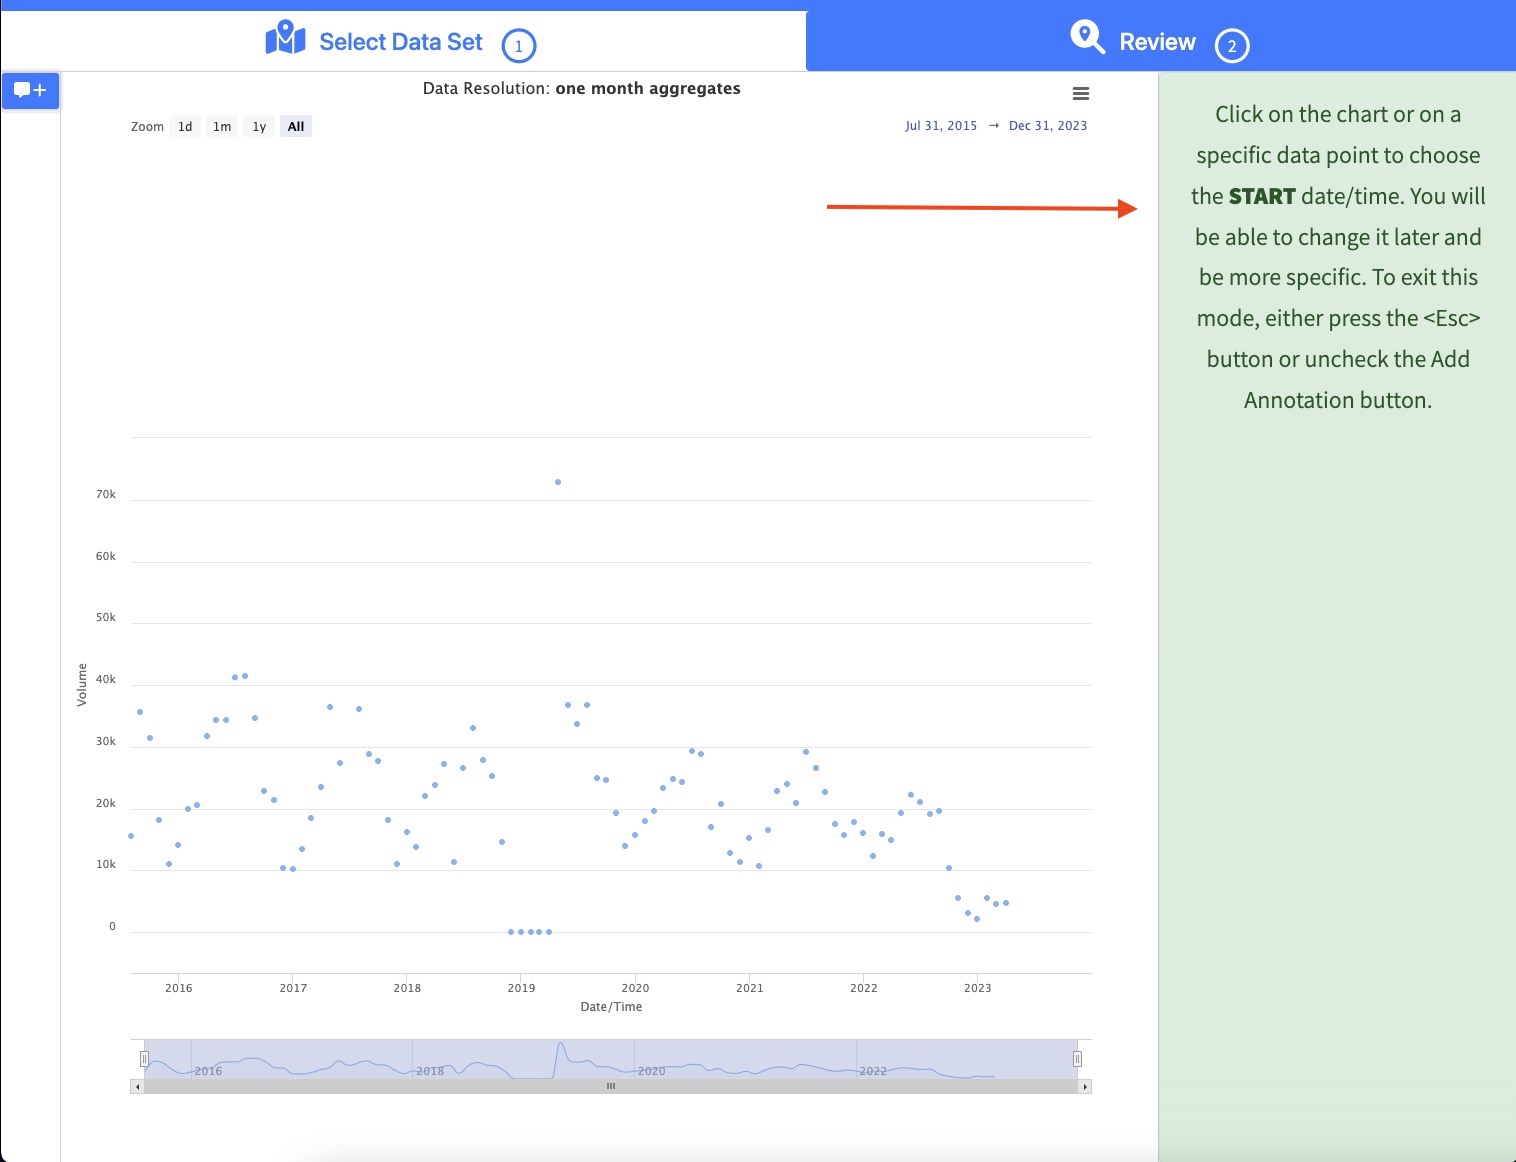 Select Data Set 1
Review 2
Data Resolution: one month aggregates
Zoom 1d 1m 1y All
Jul 31, 2015 → Dec 31, 2023
Click on the chart or on a
specific data point to choose
the START date/time. You will
be able to change it later and
be more specific. To exit this
mode, either press the <Esc>
button or uncheck the Add
Annotation button.
70k
60k
50k
40k
30k
20k
10k
0
Volume
2016 2017 2018 2019 2020 2021 2022 2023
Date/Time
2016 2018 2020 2022